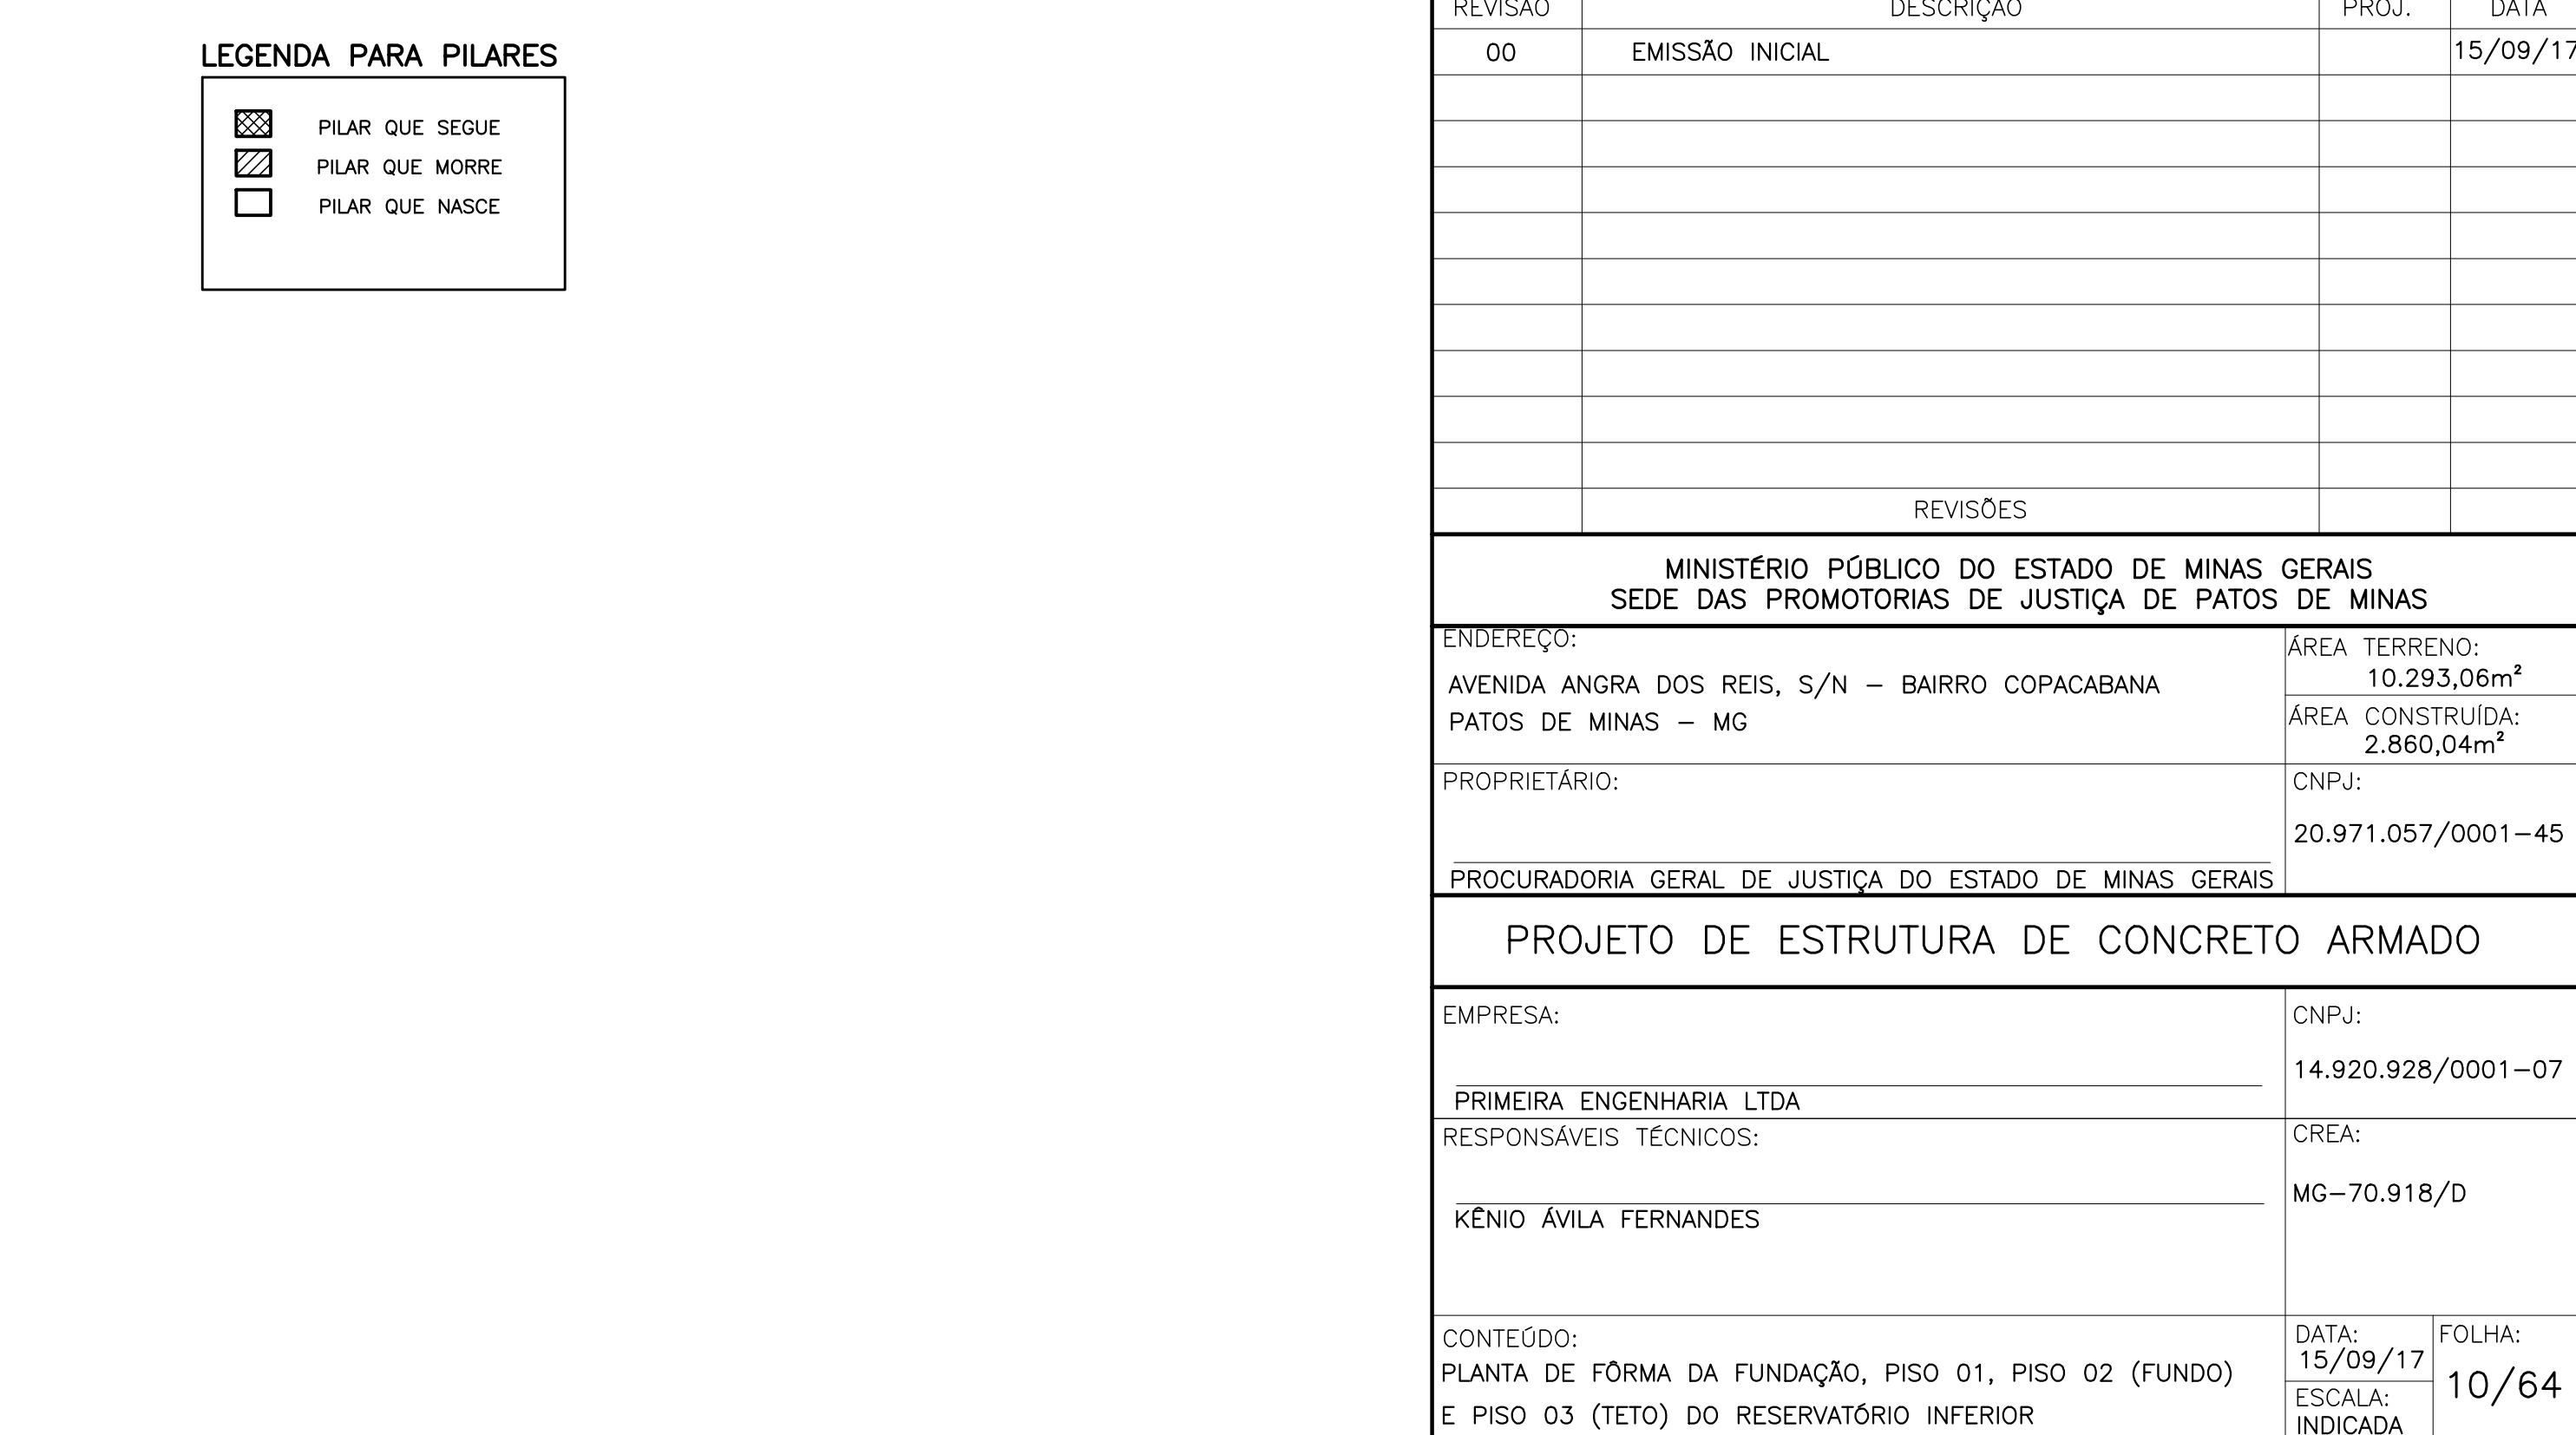 LEGENDA PARA PILARES
PILAR QUE SEGUE
PILAR QUE MORRE
PILAR QUE NASCE
REVISÃO DESCRIÇÃO PROJ. DATA
00 EMISSÃO INICIAL 15/09/17
REVISÕES
MINISTÉRIO PÚBLICO DO ESTADO DE MINAS GERAIS
SEDE DAS PROMOTORIAS DE JUSTIÇA DE PATOS DE MINAS
ENDEREÇO:
AVENIDA ANGRA DOS REIS, S/N – BAIRRO COPACABANA
PATOS DE MINAS – MG
ÁREA TERRENO:
10.293,06m²
ÁREA CONSTRUÍDA:
2.860,04m²
PROPRIETÁRIO:
PROCURADORIA GERAL DE JUSTIÇA DO ESTADO DE MINAS GERAIS
CNPJ:
20.971.057/0001–45
PROJETO DE ESTRUTURA DE CONCRETO ARMADO
EMPRESA:
PRIMEIRA ENGENHARIA LTDA
CNPJ:
14.920.928/0001–07
RESPONSÁVEIS TÉCNICOS:
KÊNIO ÁVILA FERNANDES
CREA:
MG–70.918/D
CONTEÚDO:
PLANTA DE FÔRMA DA FUNDAÇÃO, PISO 01, PISO 02 (FUNDO)
E PISO 03 (TETO) DO RESERVATÓRIO INFERIOR
DATA:
15/09/17
ESCALA:
INDICADA
FOLHA:
10/64